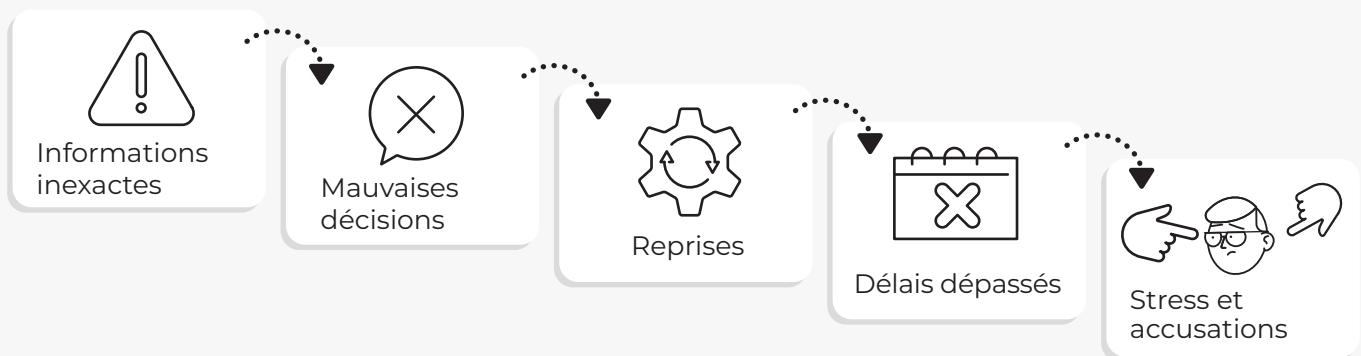 Informations
inexactes
Mauvaises
décisions
Reprises
Délais dépassés
Stress et
accusations